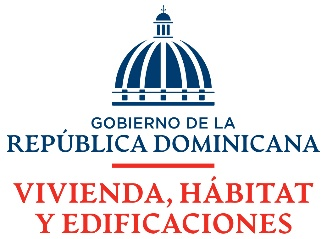 GOBIERNO DE LA
REPÚBLICA DOMINICANA
VIVIENDA, HÁBITAT
Y EDIFICACIONES